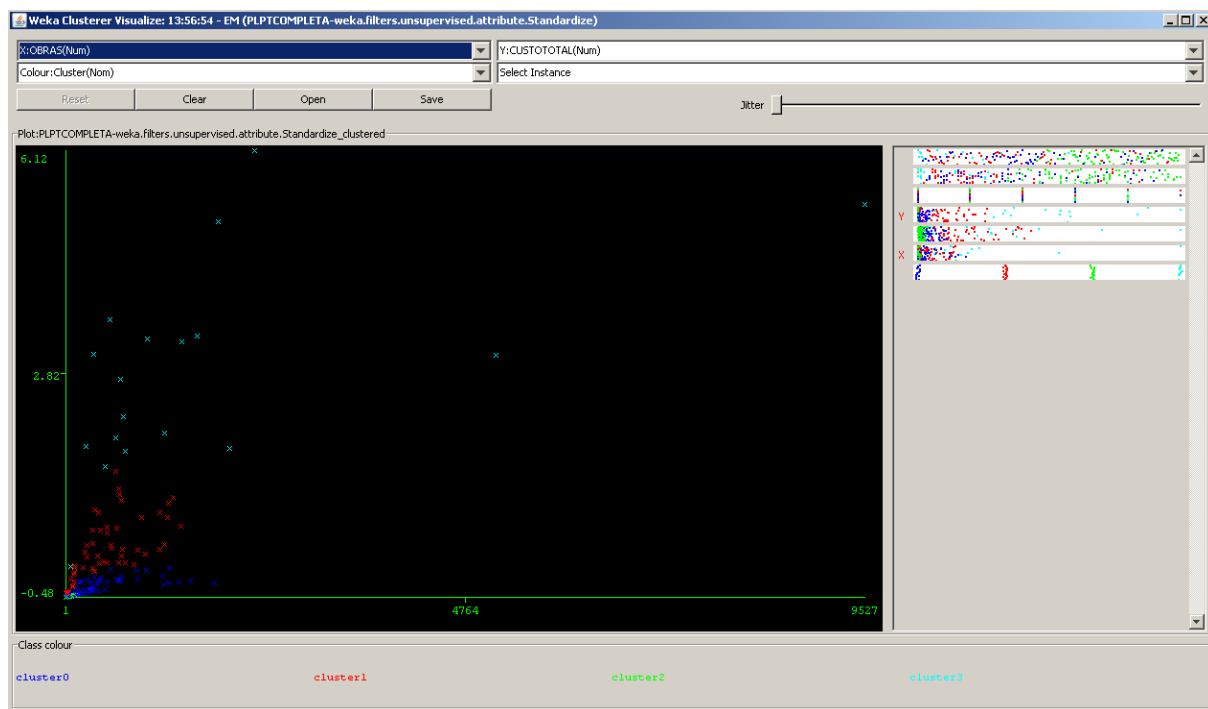 Weka Clusterer Visualize: 13:56:54 - EM (PLPTCOMPLETA-weka.filters.unsupervised.attribute.Standardize)
X:OBRAS(Num) Y:CUSTOTOTAL(Num)
Colour:Cluster(Nom) Select Instance
Reset Clear Open Save Jitter
Plot:PLPTCOMPLETA-weka.filters.unsupervised.attribute.Standardize_clustered
6.12
Y
X
2.82
-0.48
1 4764 9527
Class colour
cluster0 cluster1 cluster2 cluster3